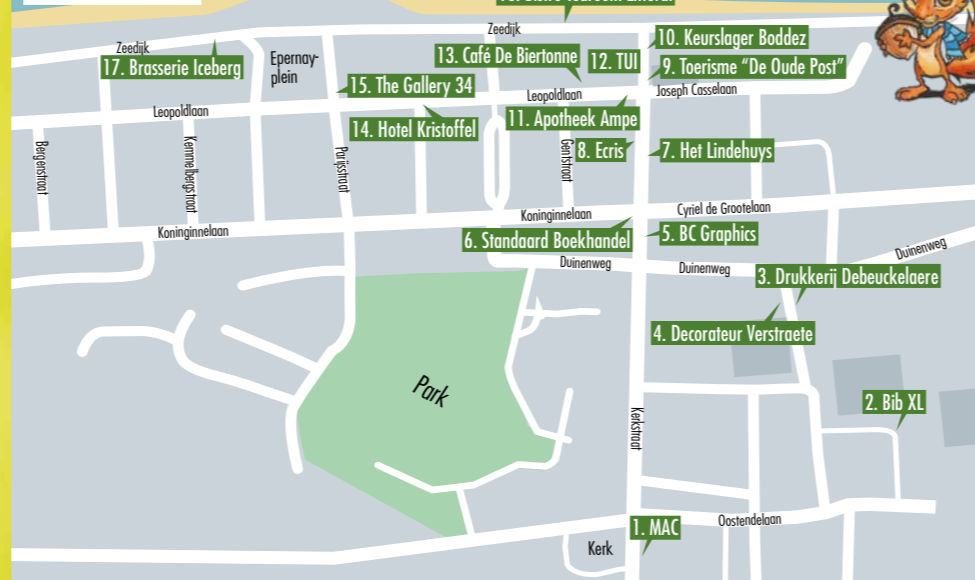 Zeedijk
10. Keurslager Boddez
Zeedijk
13. Café De Biertonne
12. TUI
17. Brasserie Iceberg
Epernay-
plein
9. Toerisme "De Oude Post"
15. The Gallery 34
Leopoldlaan
Joseph Casselaan
Leopoldlaan
11. Apotheek Ampe
14. Hotel Kristoffel
Bergenstraat
Kemmelbergstraat
Parijsstraat
Gentstraat
8. Ecris
7. Het Lindehuys
Koninginnelaan
Cyriel de Grootelaan
Koninginnelaan
6. Standaard Boekhandel
5. BC Graphics
Duinenweg
Duinenweg
Duinenweg
3. Drukkerij Debeuckelaere
4. Decorateur Verstraete
Park
2. Bib XL
Kerkstraat
1. MAC
Oostendelaan
Kerk